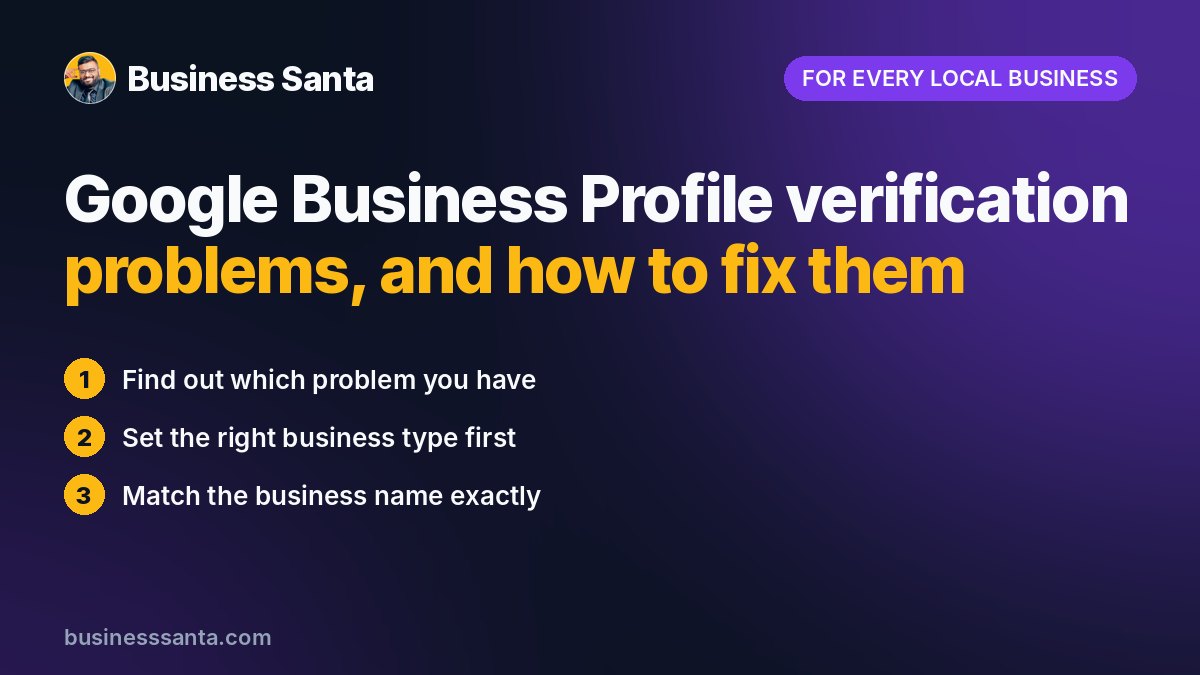 Business Santa
FOR EVERY LOCAL BUSINESS
Google Business Profile verification
problems, and how to fix them
1 Find out which problem you have
2 Set the right business type first
3 Match the business name exactly
businesssanta.com